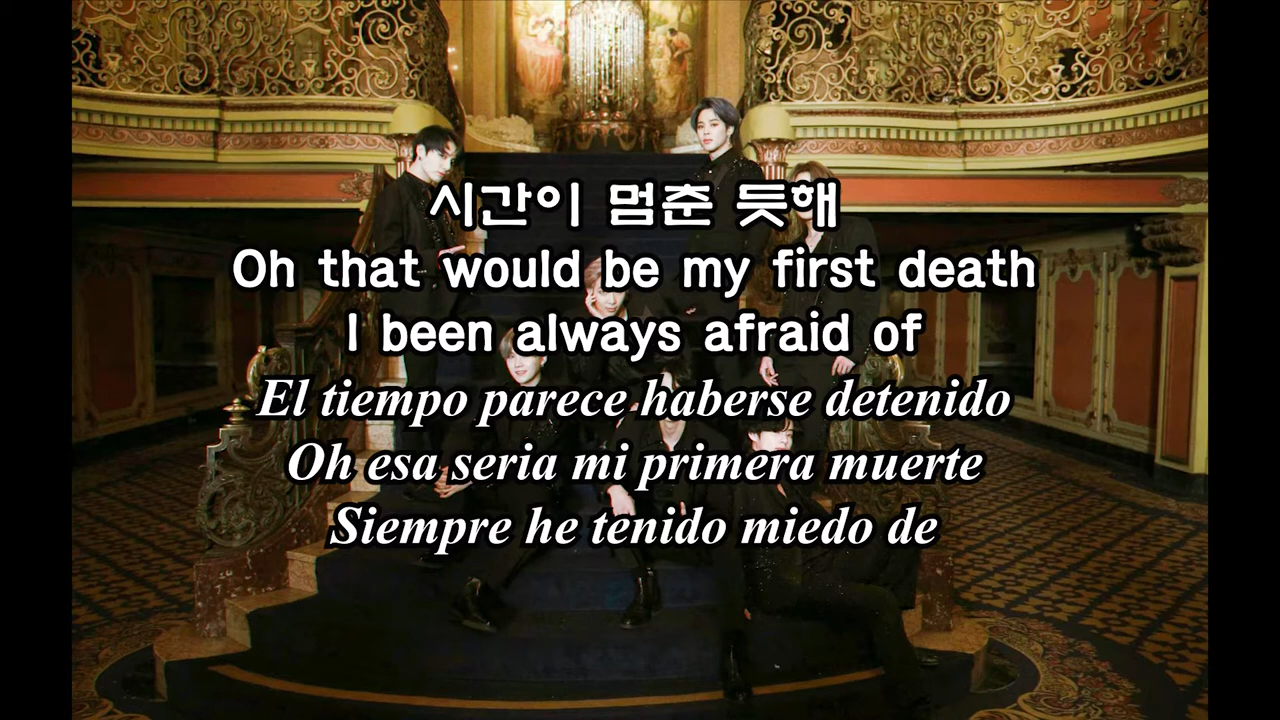 시간이 멈춘 듯해
Oh that would be my first death
I been always afraid of
El tiempo parece haberse detenido
Oh esa seria mi primera muerte
Siempre he tenido miedo de